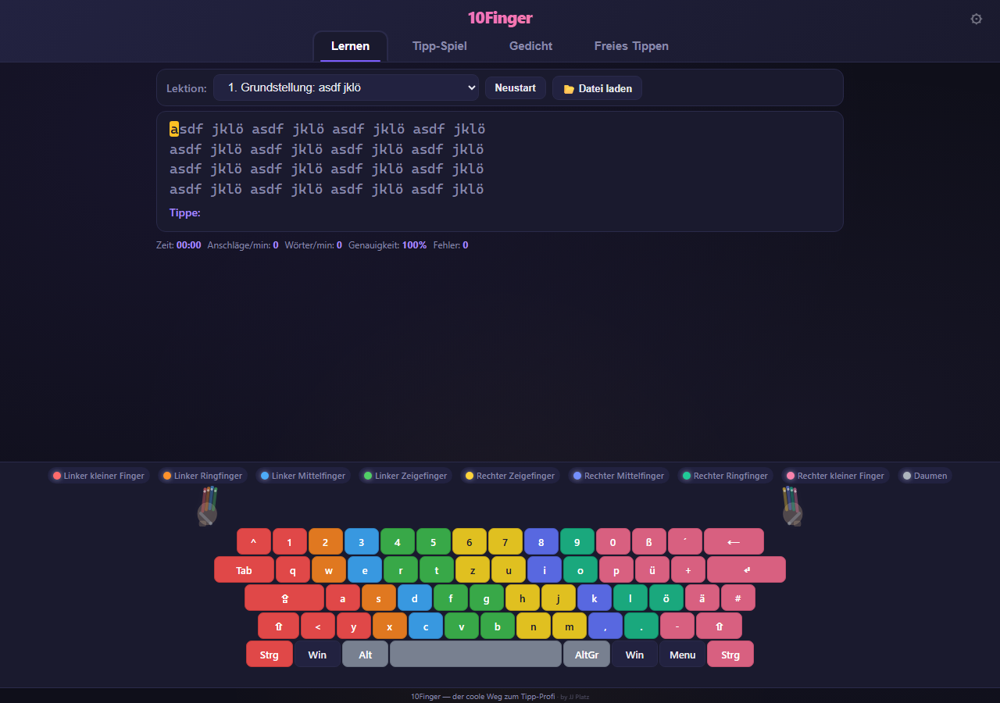 10Finger
⚙
Lernen Tipp-Spiel Gedicht Freies Tippen
Lektion: 1. Grundstellung: asdf jklö Neustart 📂 Datei laden
asdf jklö asdf jklö asdf jklö asdf jklö
asdf jklö asdf jklö asdf jklö asdf jklö
asdf jklö asdf jklö asdf jklö asdf jklö
asdf jklö asdf jklö asdf jklö asdf jklö
Tippe:
Zeit: 00:00 Anschläge/min: 0 Wörter/min: 0 Genauigkeit: 100% Fehler: 0
Linker kleiner Finger Linker Ringfinger Linker Mittelfinger Linker Zeigefinger Rechter Zeigefinger Rechter Mittelfinger Rechter Ringfinger Rechter kleiner Finger Daumen
^ 1 2 3 4 5 6 7 8 9 0 ß ´ ←
Tab q w e r t z u i o p ü + ↵
⇪ a s d f g h j k l ö ä #
⇧ < y x c v b n m , . - ⇧
Strg Win Alt AltGr Win Menu Strg
10Finger — der coole Weg zum Tipp-Profi · by JJ Platz